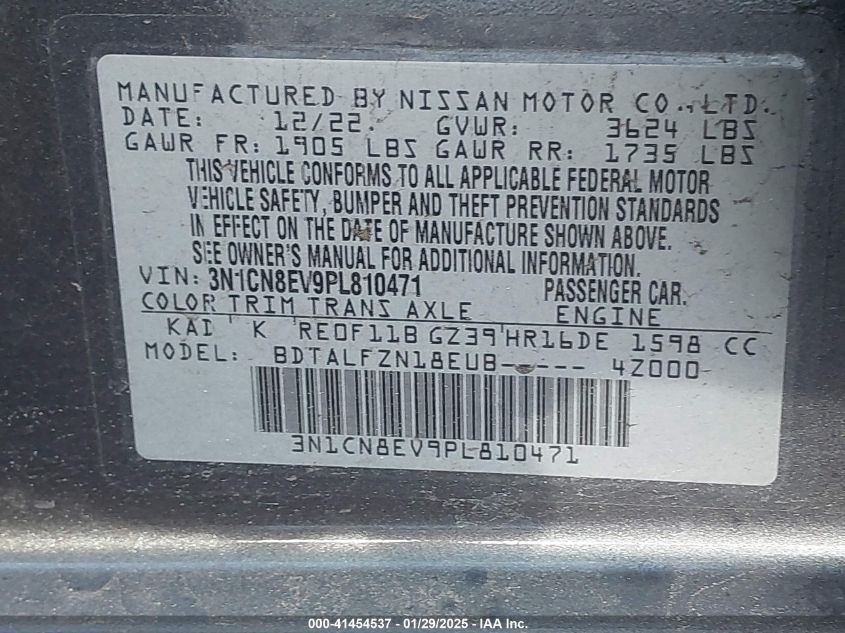 MANUFACTURED BY NISSAN MOTOR CO., LTD.
DATE: 12/22. GVWR: 3624 LBS
GAWR FR: 1905 LBS GAWR RR: 1735 LBS
THIS VEHICLE CONFORMS TO ALL APPLICABLE FEDERAL MOTOR
VEHICLE SAFETY, BUMPER AND THEFT PREVENTION STANDARDS
IN EFFECT ON THE DATE OF MANUFACTURE SHOWN ABOVE.
SEE OWNER'S MANUAL FOR ADDITIONAL INFORMATION.
VIN: 3N1CN8EV9PL810471 PASSENGER CAR.
COLOR TRIM TRANS AXLE ENGINE
KAD K RE0F11B GZ39 HR16DE 1598 CC
MODEL: BDTALFZN18EUB----- 4Z000
3N1CN8EV9PL810471
000-41454537 - 01/29/2025 - IAA Inc.